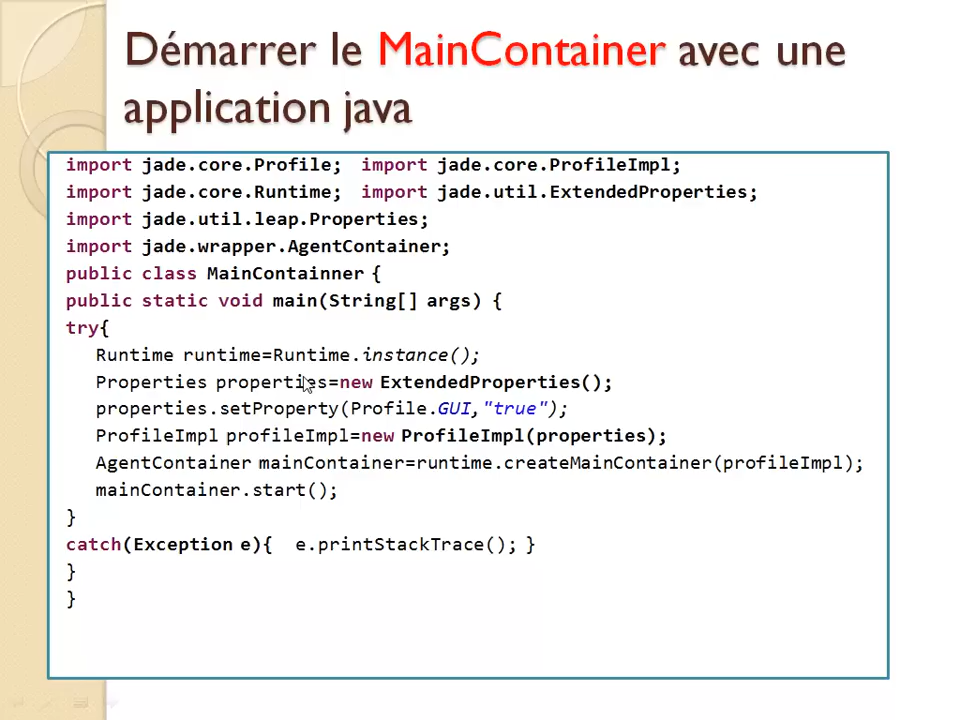 Démarrer le MainContainer avec une
application java
import jade.core.Profile; import jade.core.ProfileImpl;
import jade.core.Runtime; import jade.util.ExtendedProperties;
import jade.util.leap.Properties;
import jade.wrapper.AgentContainer;
public class MainContainner {
public static void main(String[] args) {
try{
Runtime runtime=Runtime.instance();
Properties properties=new ExtendedProperties();
properties.setProperty(Profile.GUI,"true");
ProfileImpl profileImpl=new ProfileImpl(properties);
AgentContainer mainContainer=runtime.createMainContainer(profileImpl);
mainContainer.start();
}
catch(Exception e){ e.printStackTrace(); }
}
}